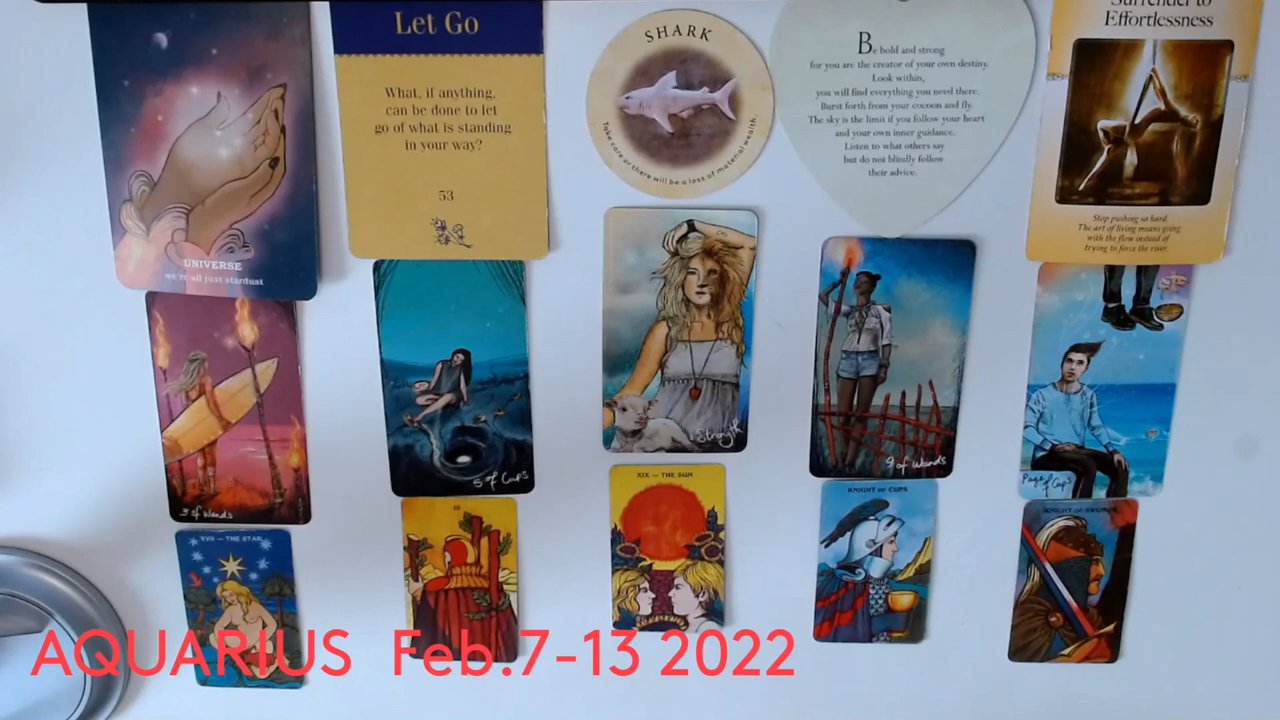 UNIVERSE
we're all just stardust
Let Go
What, if anything,
can be done to let
go of what is standing
in your way?
53
SHARK
Take care or there will be a loss of material wealth.
Be bold and strong
for you are the creator of your own destiny.
Look within,
you will find everything you need there.
Burst forth from your cocoon and fly.
The sky is the limit if you follow your heart
and your own inner guidance.
Listen to what others say
but do not blindly follow
their advice.
Surrender to
Effortlessness
Stop pushing so hard.
The art of living means going
with the flow instead of
trying to force the river.
3 of Wands
5 of Cups
Strength
9 of Wands
Page of Cups
XVII — THE STAR
III
XIX — THE SUN
KNIGHT OF CUPS
KNIGHT OF SWORDS
AQUARIUS Feb.7-13 2022